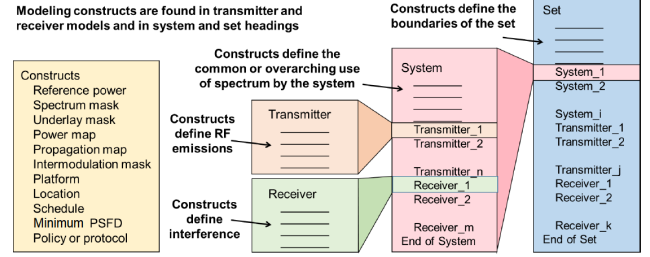 Modeling constructs are found in transmitter and
receiver models and in system and set headings
Constructs
Reference power
Spectrum mask
Underlay mask
Power map
Propagation map
Intermodulation mask
Platform
Location
Schedule
Minimum PSFD
Policy or protocol
Constructs
define RF
emissions
Constructs
define
interference
Transmitter
Receiver
Constructs define the
common or overarching use
of spectrum by the system
System
Transmitter_1
Transmitter_2
Transmitter_n
Receiver_1
Receiver_2
Receiver_m
End of System
Constructs define the
boundaries of the set
Set
System_1
System_2
System_i
Transmitter_1
Transmitter_2
Transmitter_j
Receiver_1
Receiver_2
Receiver_k
End of Set